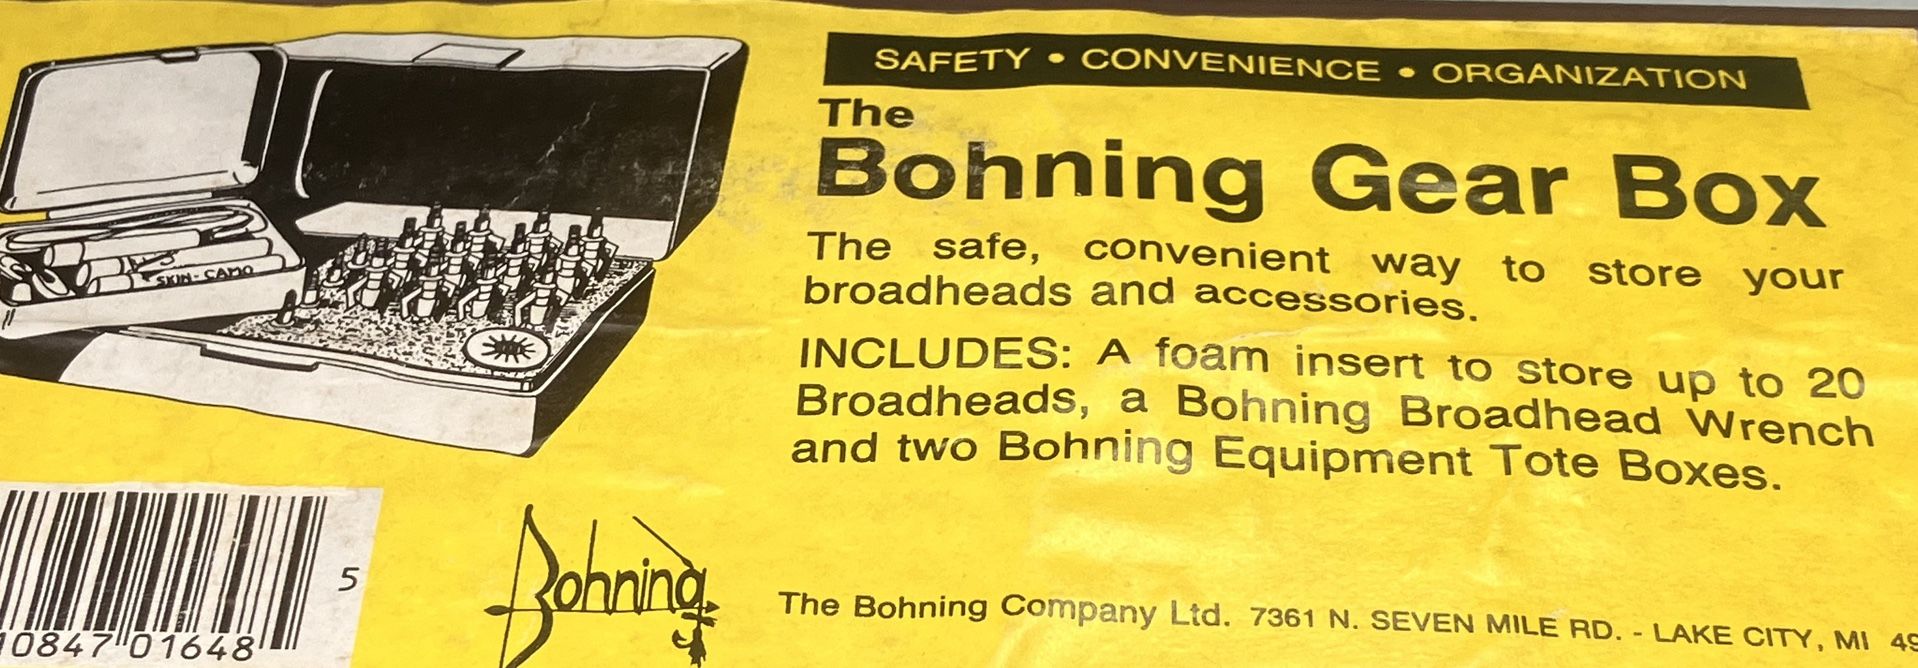 SAFETY • CONVENIENCE • ORGANIZATION
The
Bohning Gear Box
The safe, convenient way to store your
broadheads and accessories.
INCLUDES: A foam insert to store up to 20
Broadheads, a Bohning Broadhead Wrench
and two Bohning Equipment Tote Boxes.
SKIN-CAMO
5
10847 01648
Bohning
The Bohning Company Ltd. 7361 N. SEVEN MILE RD. - LAKE CITY, MI 49